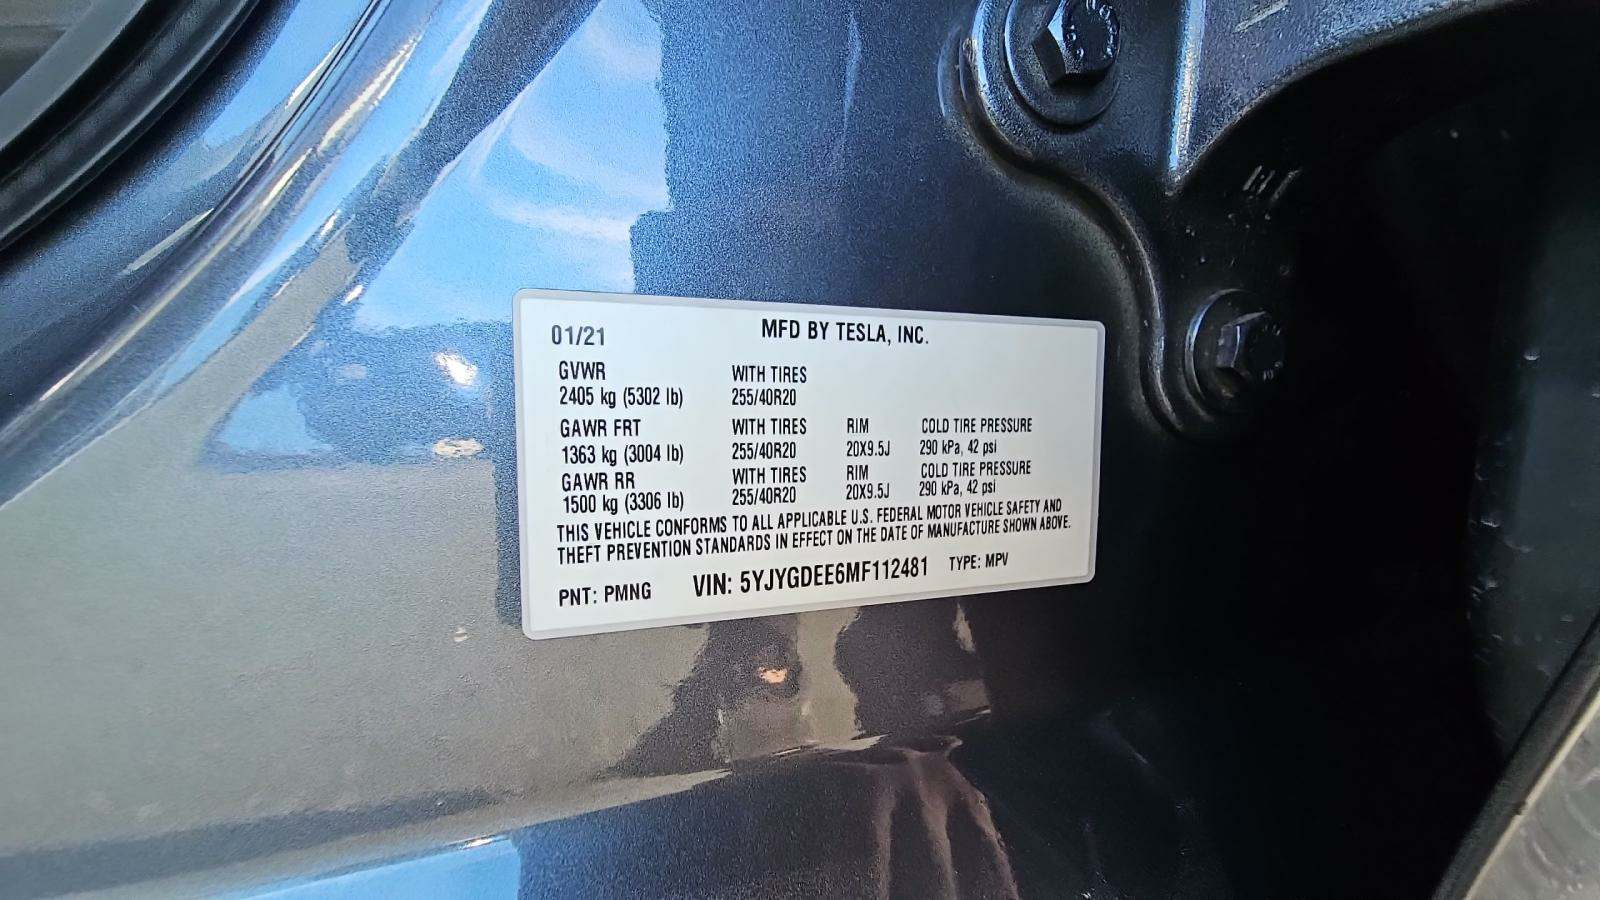 01/21 MFD BY TESLA, INC.
GVWR WITH TIRES
2405 kg (5302 lb) 255/40R20
GAWR FRT WITH TIRES RIM COLD TIRE PRESSURE
1363 kg (3004 lb) 255/40R20 20X9.5J 290 kPa, 42 psi
GAWR RR WITH TIRES RIM COLD TIRE PRESSURE
1500 kg (3306 lb) 255/40R20 20X9.5J 290 kPa, 42 psi
THIS VEHICLE CONFORMS TO ALL APPLICABLE U.S. FEDERAL MOTOR VEHICLE SAFETY AND
THEFT PREVENTION STANDARDS IN EFFECT ON THE DATE OF MANUFACTURE SHOWN ABOVE.
PNT: PMNG VIN: 5YJYGDEE6MF112481 TYPE: MPV